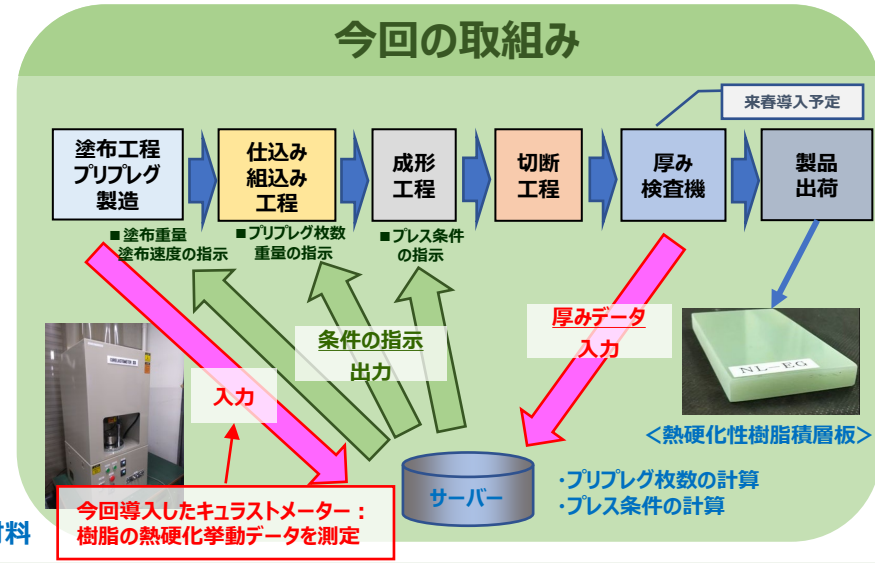 今回の取組み
来春導入予定
塗布工程
プリプレグ
製造
仕込み
組込み
工程
成形
工程
切断
工程
厚み
検査機
製品
出荷
■塗布重量
塗布速度の指示
■プリプレグ枚数
重量の指示
■プレス条件
の指示
条件の指示
出力
厚みデータ
入力
入力
NL-EG
＜熱硬化性樹脂積層板＞
サーバー
・プリプレグ枚数の計算
・プレス条件の計算
今回導入したキュラストメーター：
樹脂の熱硬化挙動データを測定
材料